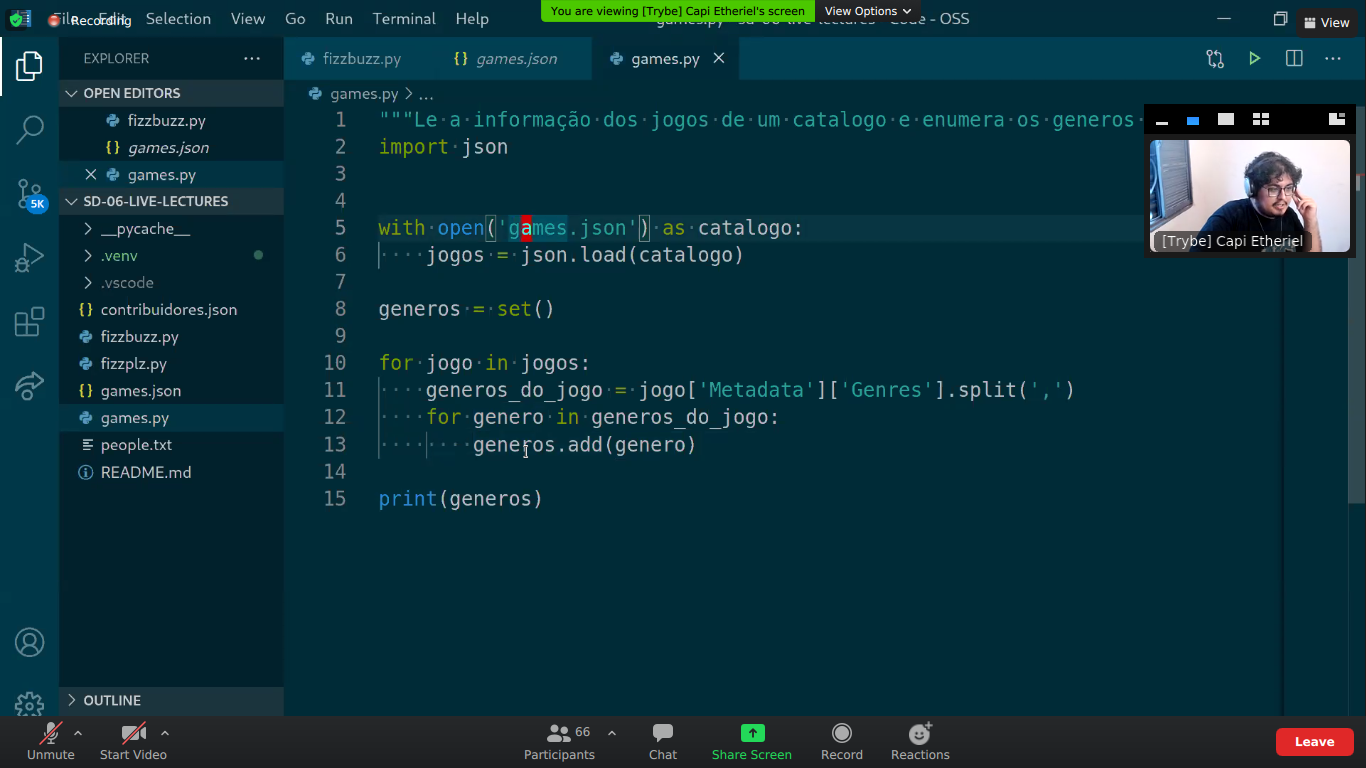 File Edit Selection View Go Run Terminal Help
Recording
You are viewing [Trybe] Capi Etheriel's screen
View Options
Code - OSS
View
EXPLORER
fizzbuzz.py
games.json
games.py
OPEN EDITORS
fizzbuzz.py
games.json
games.py
SD-06-LIVE-LECTURES
__pycache__
.venv
.vscode
contribuidores.json
fizzbuzz.py
fizzplz.py
games.json
games.py
people.txt
README.md
OUTLINE
5K
games.py > ...
1 """Le a informação dos jogos de um catalogo e enumera os generos
2 import json
3
4
5 with open('games.json') as catalogo:
6 jogos = json.load(catalogo)
7
8 generos = set()
9
10 for jogo in jogos:
11 generos_do_jogo = jogo['Metadata']['Genres'].split(',')
12 for genero in generos_do_jogo:
13 generos.add(genero)
14
15 print(generos)
[Trybe] Capi Etheriel
Unmute
Start Video
Participants 66
Chat
Share Screen
Record
Reactions
Leave